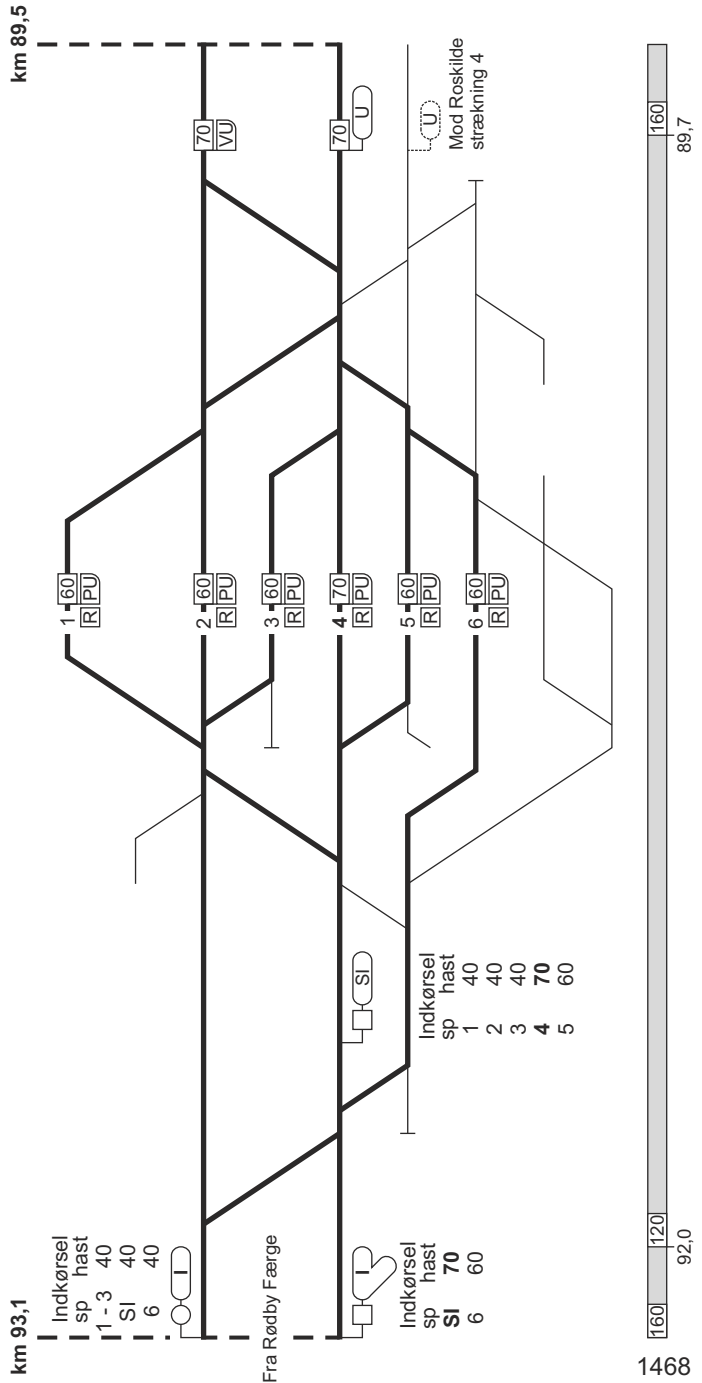 km 93,1
km 89,5
Indkørsel
sp hast
1 - 3 40
SI 40
6 40
I
Fra Rødby Færge
I
Indkørsel
sp hast
SI 70
6 60
SI
Indkørsel
sp hast
1 40
2 40
3 40
4 70
5 60
1 60
R PU
2 60
R PU
3 60
R PU
4 70
R PU
5 60
R PU
6 60
R PU
70
VU
70
U
U
Mod Roskilde
strækning 4
160 120 160
92,0 89,7
1468